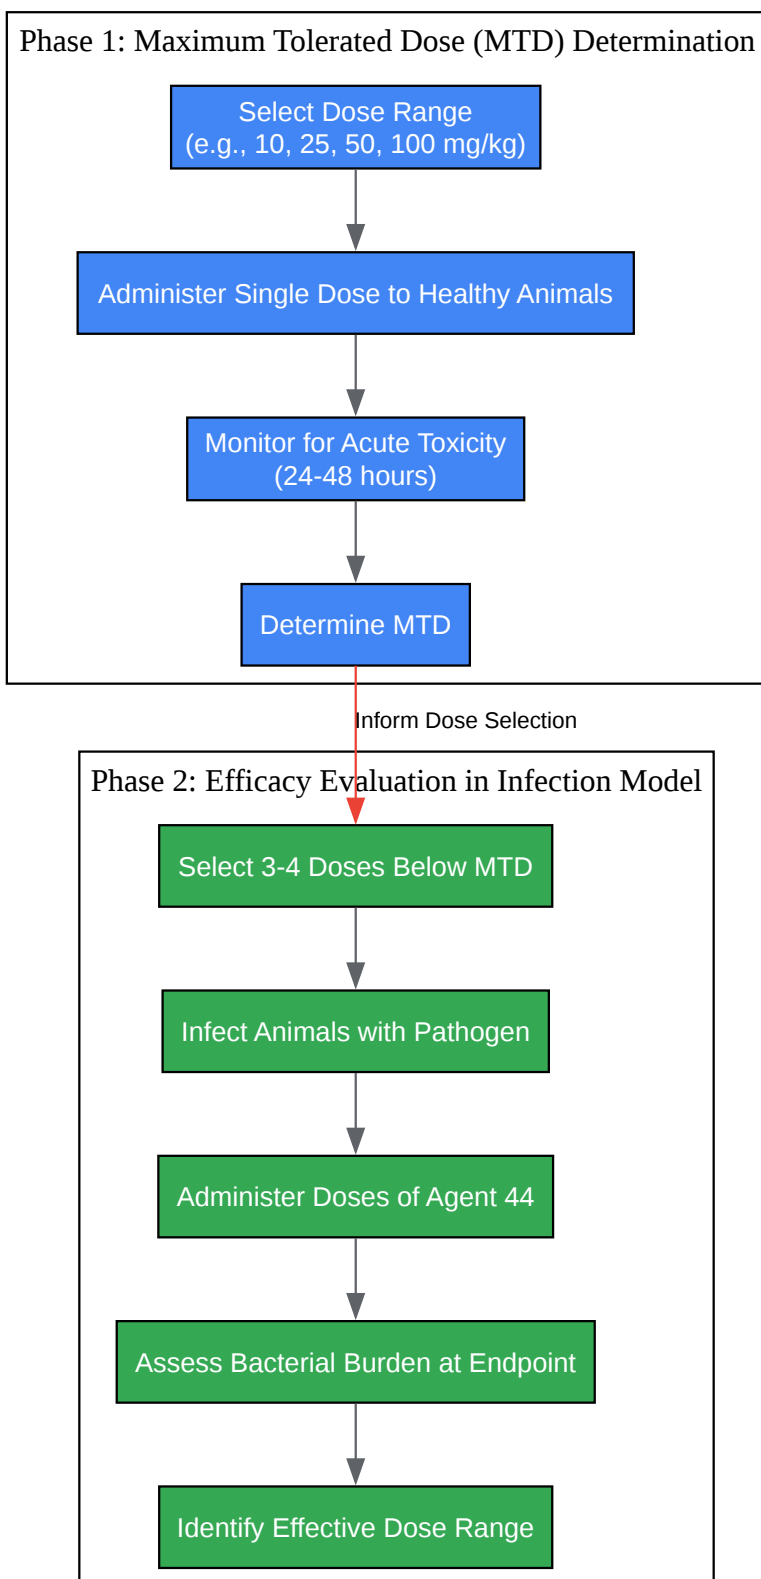 Phase 1: Maximum Tolerated Dose (MTD) Determination
Select Dose Range
(e.g., 10, 25, 50, 100 mg/kg)
Administer Single Dose to Healthy Animals
Monitor for Acute Toxicity
(24-48 hours)
Determine MTD
Inform Dose Selection
Phase 2: Efficacy Evaluation in Infection Model
Select 3-4 Doses Below MTD
Infect Animals with Pathogen
Administer Doses of Agent 44
Assess Bacterial Burden at Endpoint
Identify Effective Dose Range